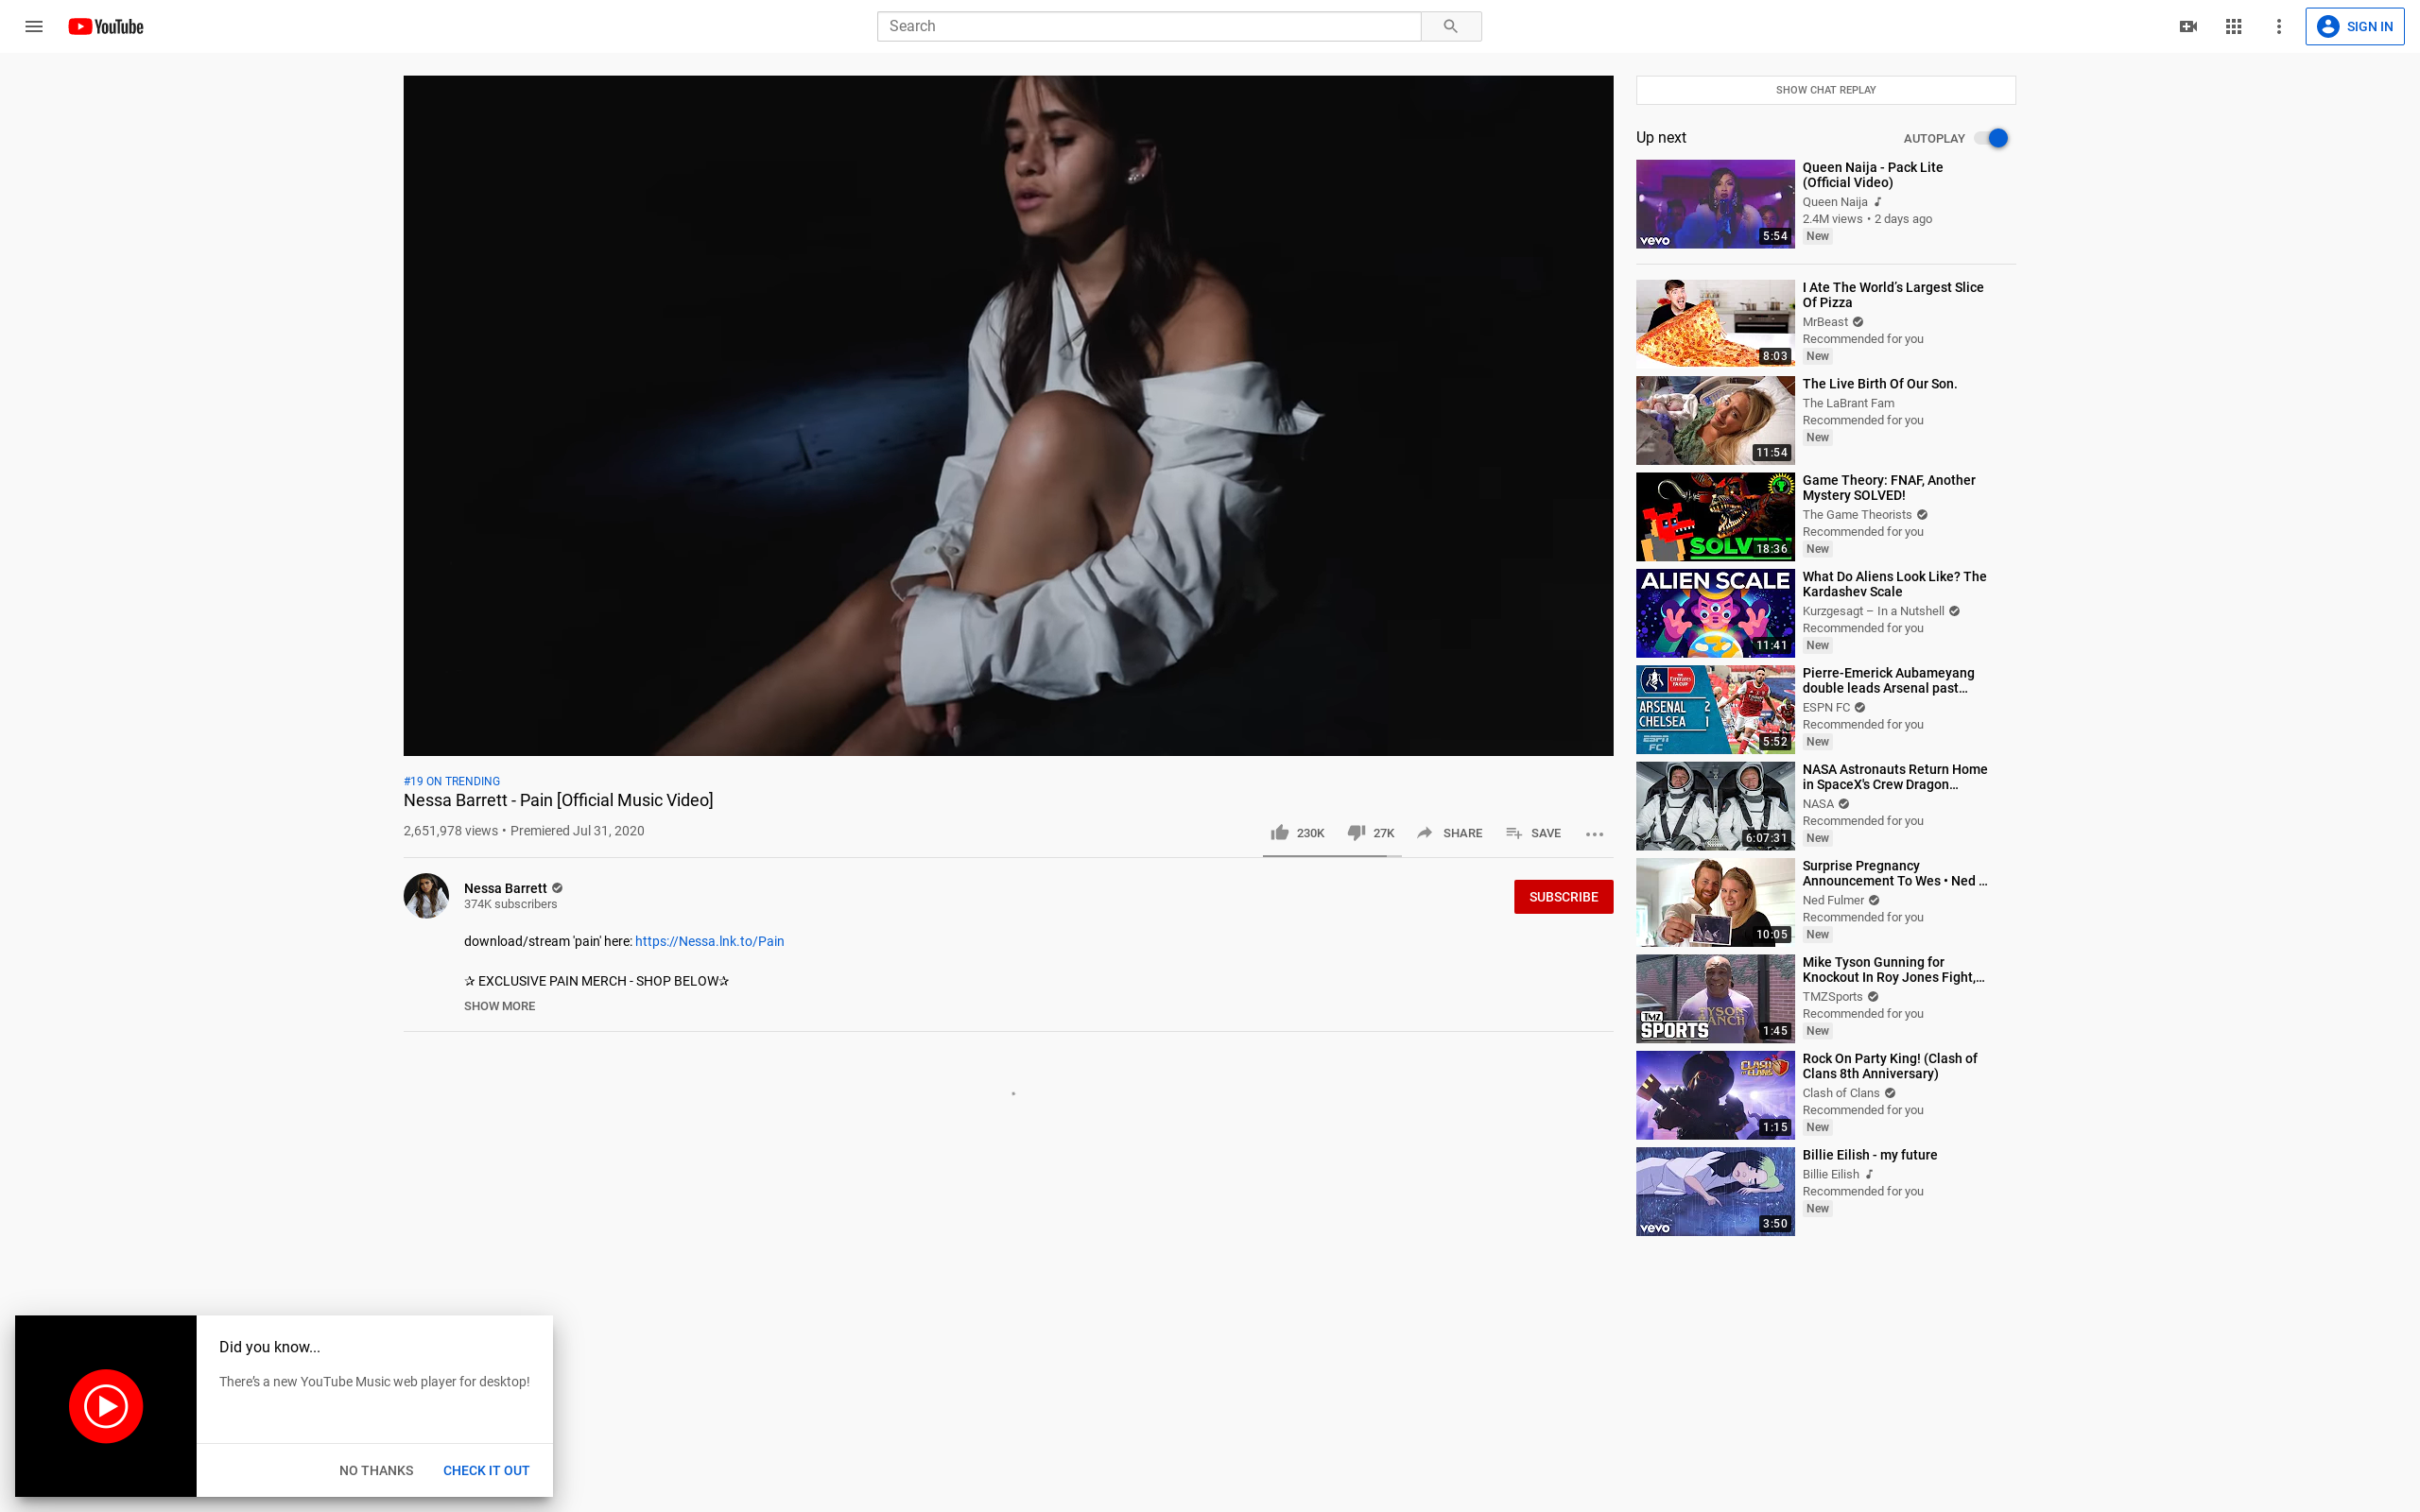 YouTube
Search
SIGN IN
SHOW CHAT REPLAY
Up next
AUTOPLAY
Queen Naija - Pack Lite
(Official Video)
Queen Naija
2.4M views • 2 days ago
New
vevo
5:54
I Ate The World’s Largest Slice
Of Pizza
MrBeast
Recommended for you
New
8:03
The Live Birth Of Our Son.
The LaBrant Fam
Recommended for you
New
11:54
Game Theory: FNAF, Another
Mystery SOLVED!
The Game Theorists
Recommended for you
New
SOLVED!
18:36
What Do Aliens Look Like? The
Kardashev Scale
Kurzgesagt – In a Nutshell
Recommended for you
New
ALIEN SCALE
11:41
Pierre-Emerick Aubameyang
double leads Arsenal past…
ESPN FC
Recommended for you
New
ARSENAL 2
CHELSEA 1
ESPN
FC
5:52
NASA Astronauts Return Home
in SpaceX's Crew Dragon…
NASA
Recommended for you
New
6:07:31
Surprise Pregnancy
Announcement To Wes • Ned …
Ned Fulmer
Recommended for you
New
10:05
Mike Tyson Gunning for
Knockout In Roy Jones Fight,…
TMZSports
Recommended for you
New
TYSON
RANCH
TMZ
SPORTS
1:45
Rock On Party King! (Clash of
Clans 8th Anniversary)
Clash of Clans
Recommended for you
New
CLASH OF CLANS
1:15
Billie Eilish - my future
Billie Eilish
Recommended for you
New
vevo
3:50
#19 ON TRENDING
Nessa Barrett - Pain [Official Music Video]
2,651,978 views • Premiered Jul 31, 2020
230K
27K
SHARE
SAVE
Nessa Barrett
374K subscribers
SUBSCRIBE
download/stream 'pain' here: https://Nessa.lnk.to/Pain
✰ EXCLUSIVE PAIN MERCH - SHOP BELOW✰
SHOW MORE
Did you know...
There's a new YouTube Music web player for desktop!
NO THANKS
CHECK IT OUT